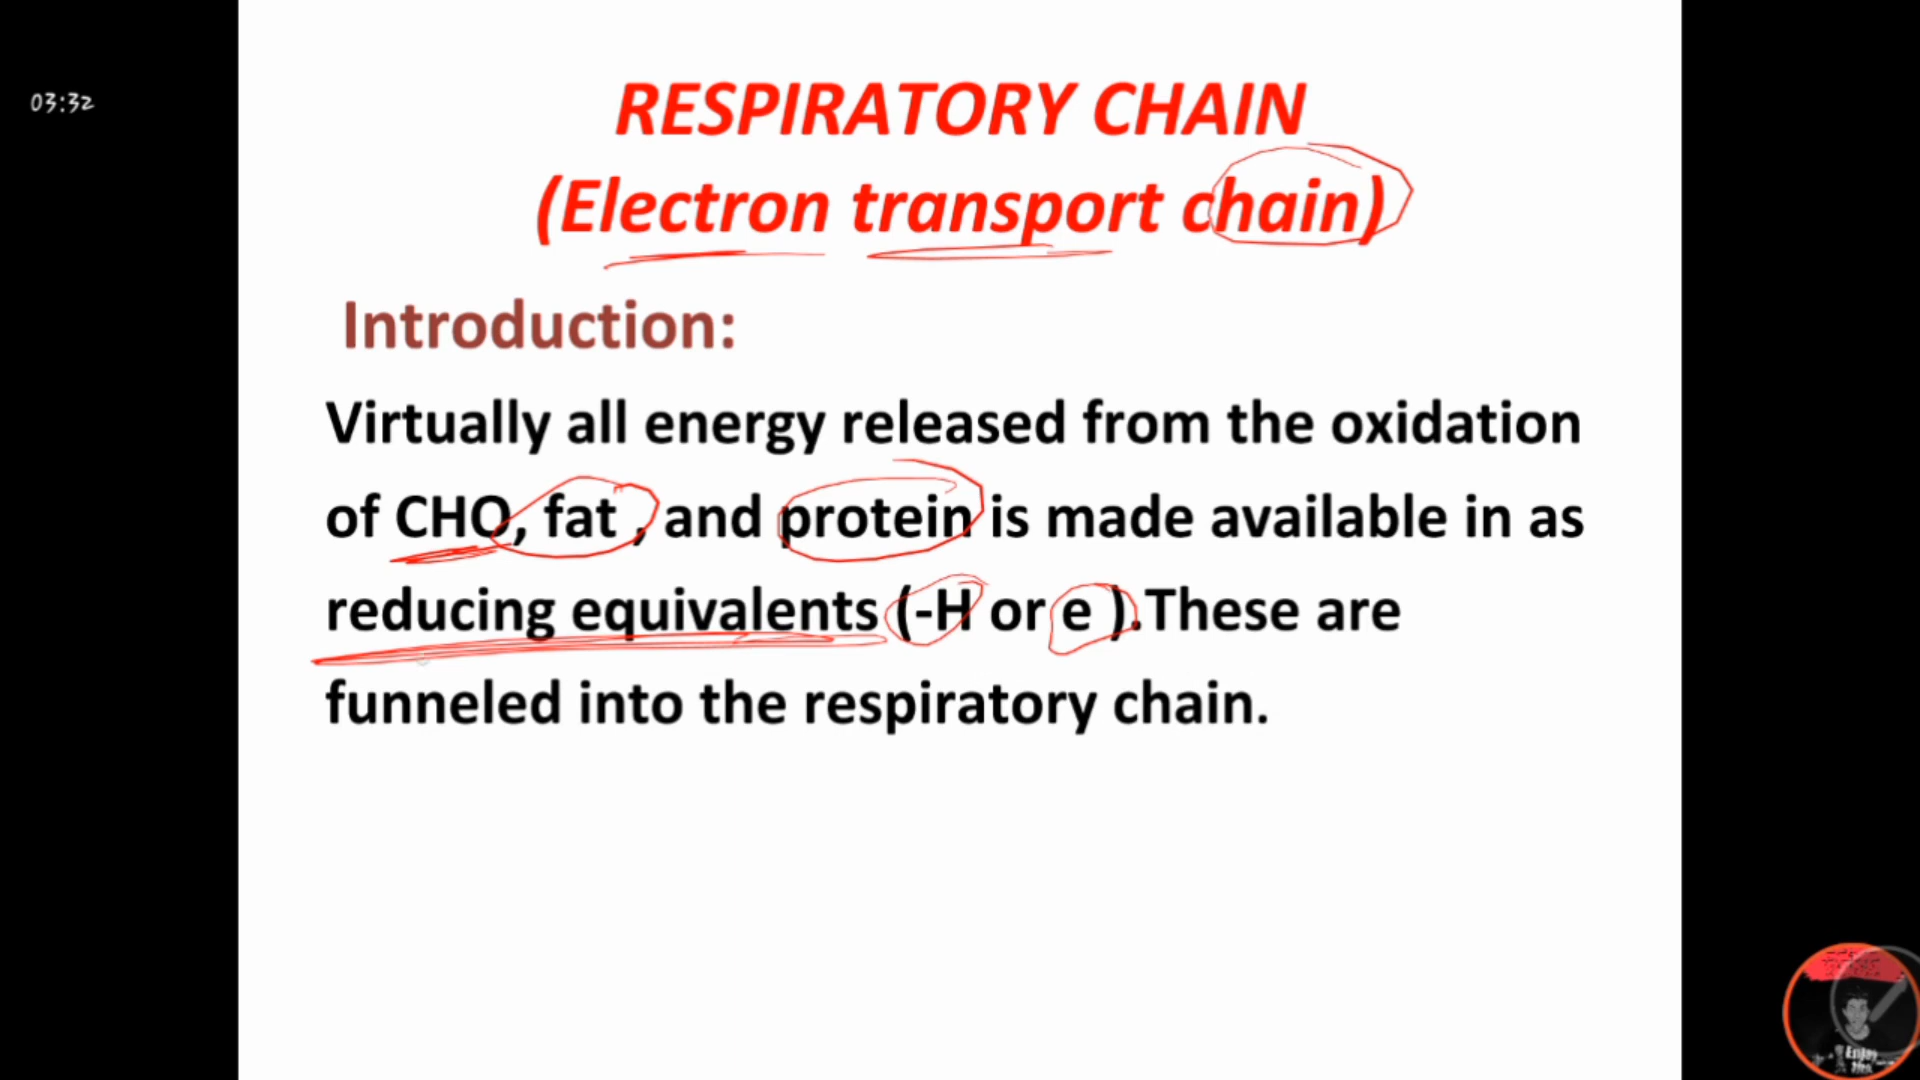 03:32
RESPIRATORY CHAIN
(Electron transport chain)
Introduction:
Virtually all energy released from the oxidation
of CHO, fat , and protein is made available in as
reducing equivalents (-H or e ).These are
funneled into the respiratory chain.
Enjoy